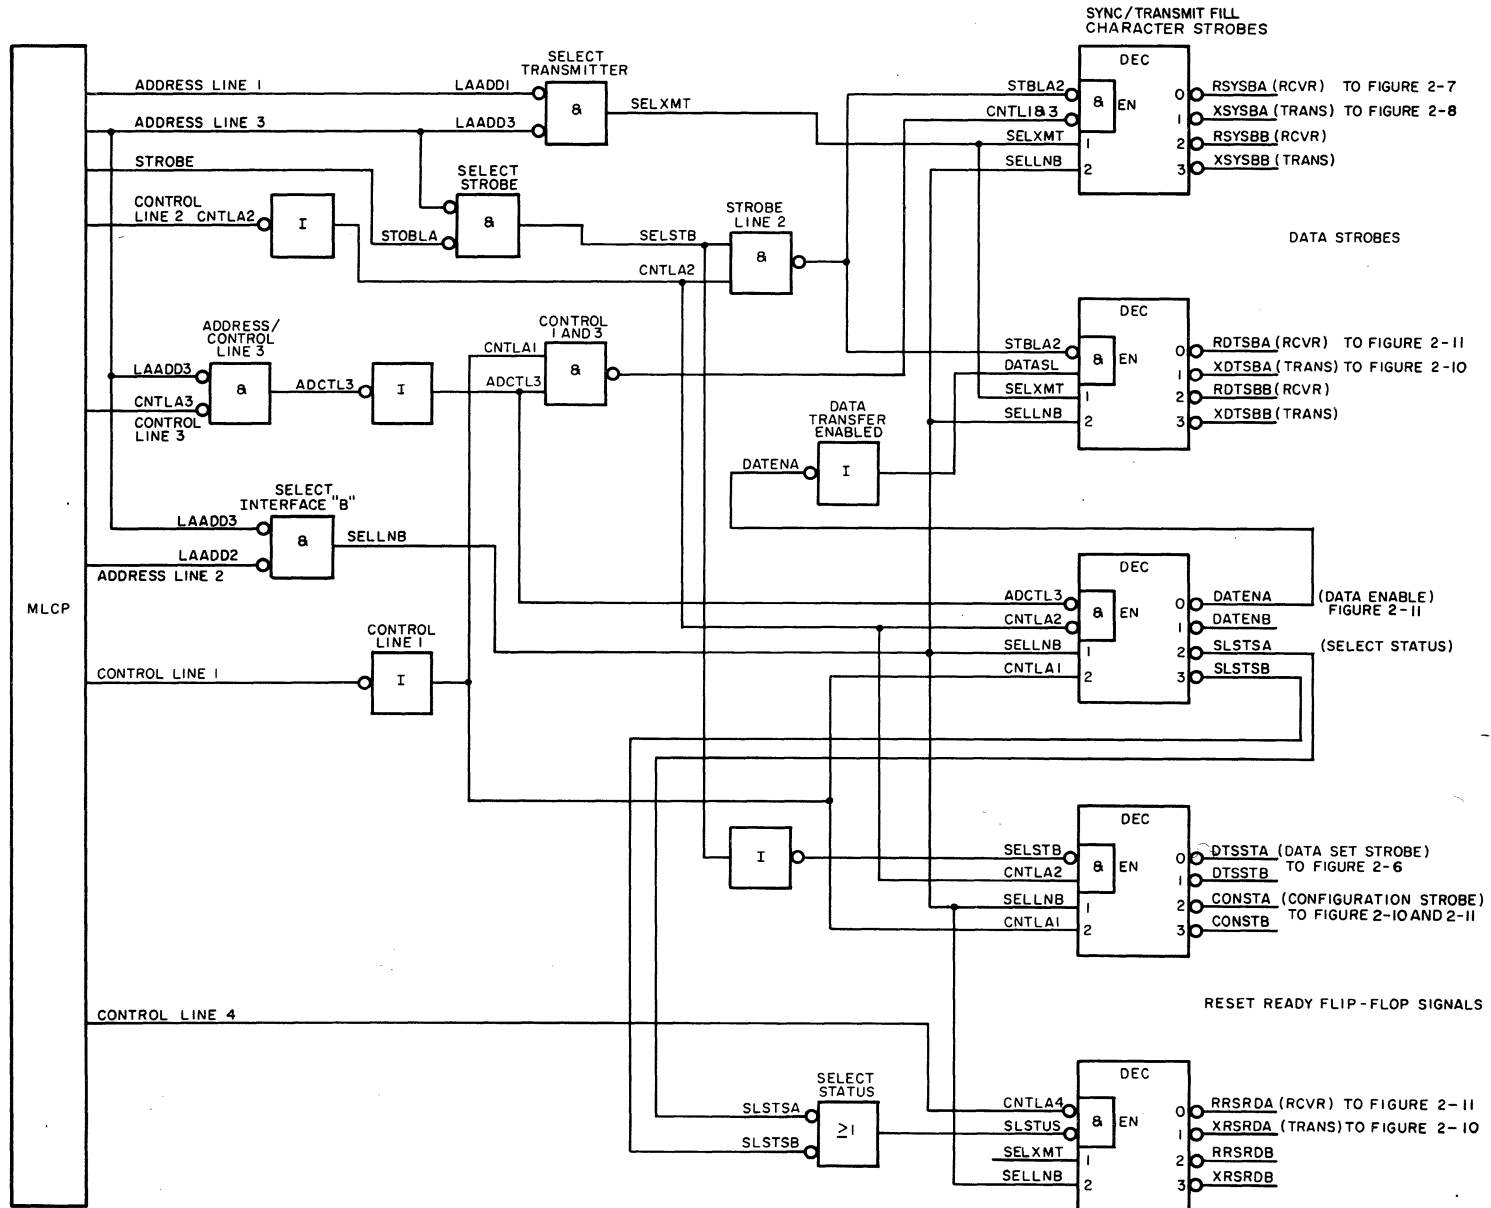 SYNC/TRANSMIT FILL
CHARACTER STROBES
MLCP
ADDRESS LINE 1
LAADD1
SELECT
TRANSMITTER
&
SELXMT
ADDRESS LINE 3
LAADD3
STROBE
SELECT
STROBE
&
STOBLA
SELSTB
CONTROL
LINE 2 CNTLA2
I
CNTLA2
STROBE
LINE 2
&
DEC
STBLA2
CNTL1&3
SELXMT
SELLNB
& EN
1
2
0 RSYSBA (RCVR) TO FIGURE 2-7
1 XSYSBA (TRANS) TO FIGURE 2-8
2 RSYSBB (RCVR)
3 XSYSBB (TRANS)
DATA STROBES
ADDRESS/
CONTROL
LINE 3
LAADD3
CNTLA3
CONTROL
LINE 3
&
ADCTL3
I
CONTROL
1 AND 3
CNTLA1
ADCTL3
&
DEC
STBLA2
DATASL
SELXMT
SELLNB
& EN
1
2
0 RDTSBA (RCVR) TO FIGURE 2-11
1 XDTSBA (TRANS) TO FIGURE 2-10
2 RDTSBB (RCVR)
3 XDTSBB (TRANS)
DATA
TRANSFER
ENABLED
DATENA
I
SELECT
INTERFACE "B"
LAADD3
LAADD2
ADDRESS LINE 2
&
SELLNB
DEC
ADCTL3
CNTLA2
SELLNB
CNTLA1
& EN
1
2
0 DATENA (DATA ENABLE)
FIGURE 2-11
1 DATENB
2 SLSTSA (SELECT STATUS)
3 SLSTSB
CONTROL
LINE 1
CONTROL LINE 1
I
I
DEC
SELSTB
CNTLA2
SELLNB
CNTLA1
& EN
1
2
0 DTSSTA (DATA SET STROBE)
TO FIGURE 2-6
1 DTSSTB
2 CONSTA (CONFIGURATION STROBE)
TO FIGURE 2-10 AND 2-11
3 CONSTB
RESET READY FLIP-FLOP SIGNALS
CONTROL LINE 4
SELECT
STATUS
SLSTSA
SLSTSB
≥1
DEC
CNTLA4
SLSTUS
SELXMT
SELLNB
& EN
1
2
0 RRSRDA (RCVR) TO FIGURE 2-11
1 XRSRDA (TRANS) TO FIGURE 2-10
2 RRSRDB
3 XRSRDB